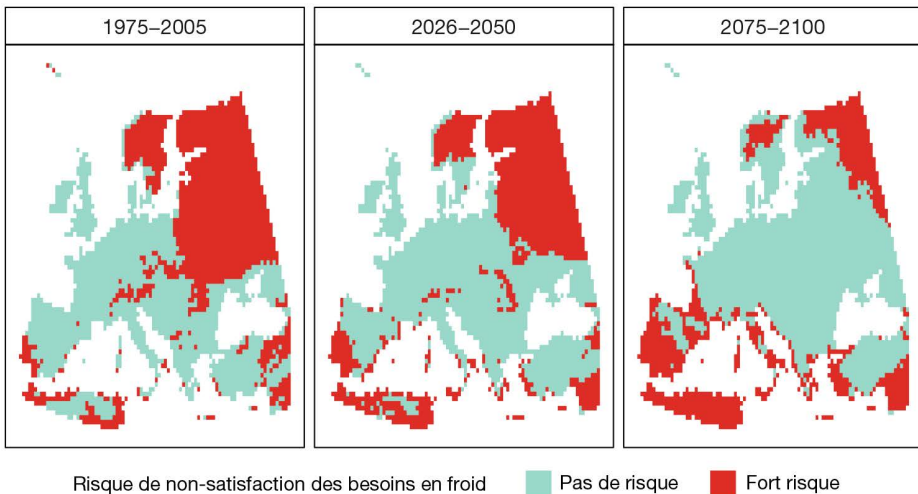 1975–2005
2026–2050
2075–2100
Risque de non-satisfaction des besoins en froid
Pas de risque
Fort risque